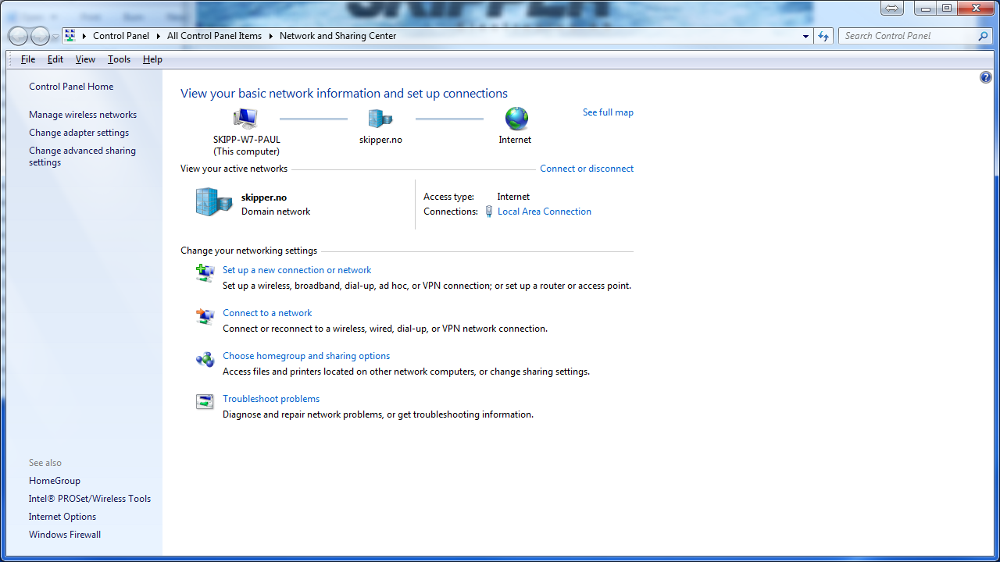 SKIPPER
Control Panel
All Control Panel Items
Network and Sharing Center
Search Control Panel
File Edit View Tools Help
Control Panel Home
Manage wireless networks
Change adapter settings
Change advanced sharing
settings
See also
HomeGroup
Intel® PROSet/Wireless Tools
Internet Options
Windows Firewall
View your basic network information and set up connections
See full map
SKIPP-W7-PAUL
(This computer)
skipper.no
Internet
View your active networks
Connect or disconnect
skipper.no
Domain network
Access type: Internet
Connections: Local Area Connection
Change your networking settings
Set up a new connection or network
Set up a wireless, broadband, dial-up, ad hoc, or VPN connection; or set up a router or access point.
Connect to a network
Connect or reconnect to a wireless, wired, dial-up, or VPN network connection.
Choose homegroup and sharing options
Access files and printers located on other network computers, or change sharing settings.
Troubleshoot problems
Diagnose and repair network problems, or get troubleshooting information.